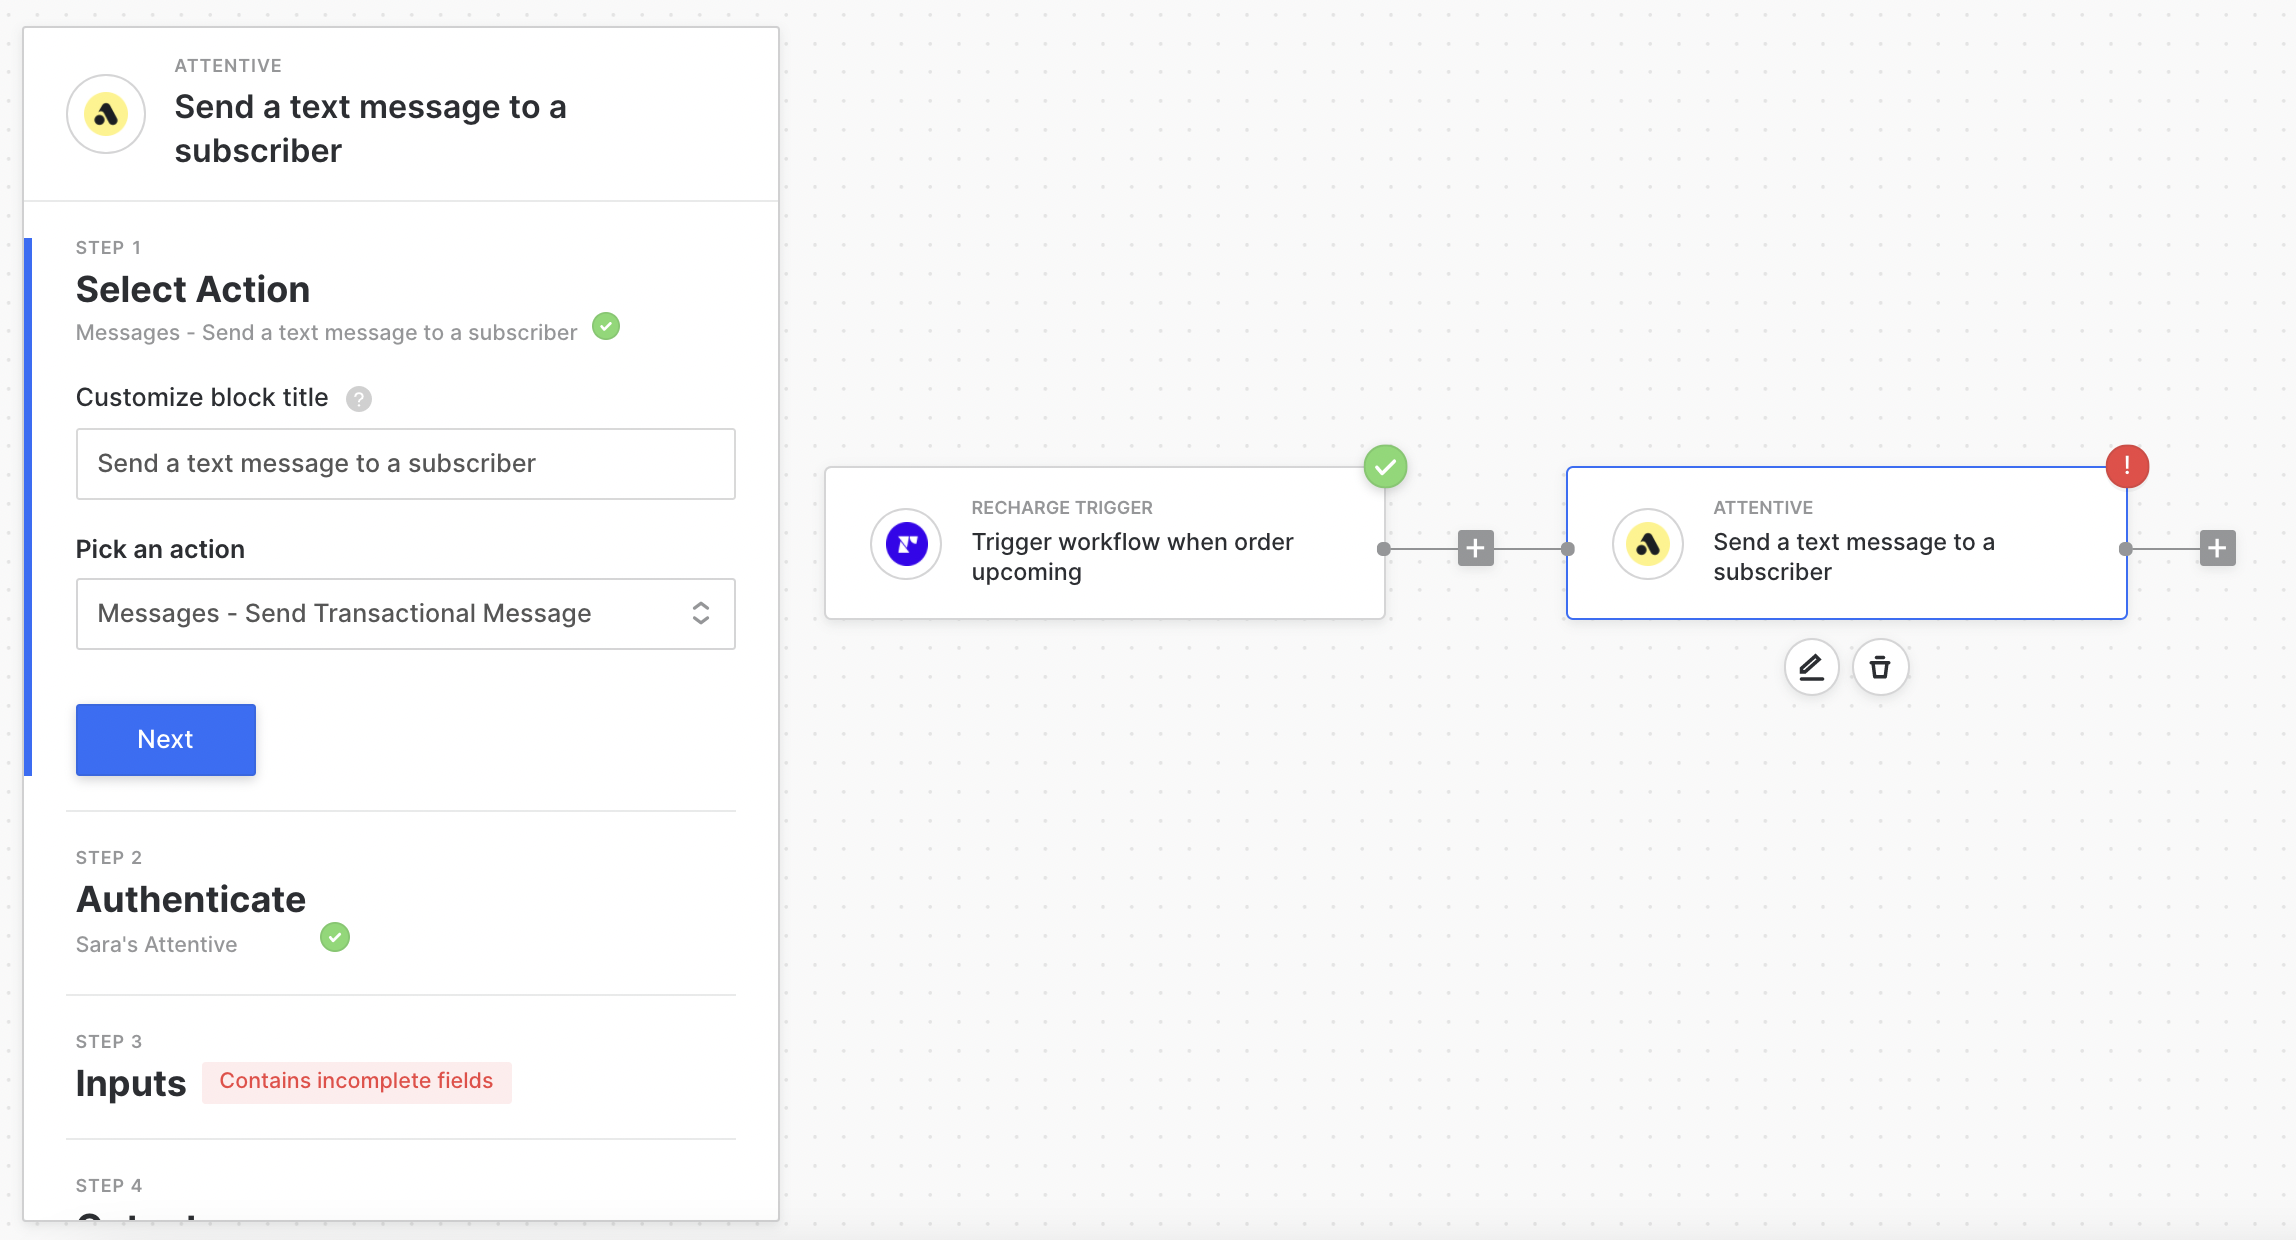 ATTENTIVE
Send a text message to a
subscriber
STEP 1
Select Action
Messages - Send a text message to a subscriber
Customize block title ?
Send a text message to a subscriber
Pick an action
Messages - Send Transactional Message
Next
STEP 2
Authenticate
Sara's Attentive
STEP 3
Inputs Contains incomplete fields
STEP 4
RECHARGE TRIGGER
Trigger workflow when order
upcoming
ATTENTIVE
Send a text message to a
subscriber
!